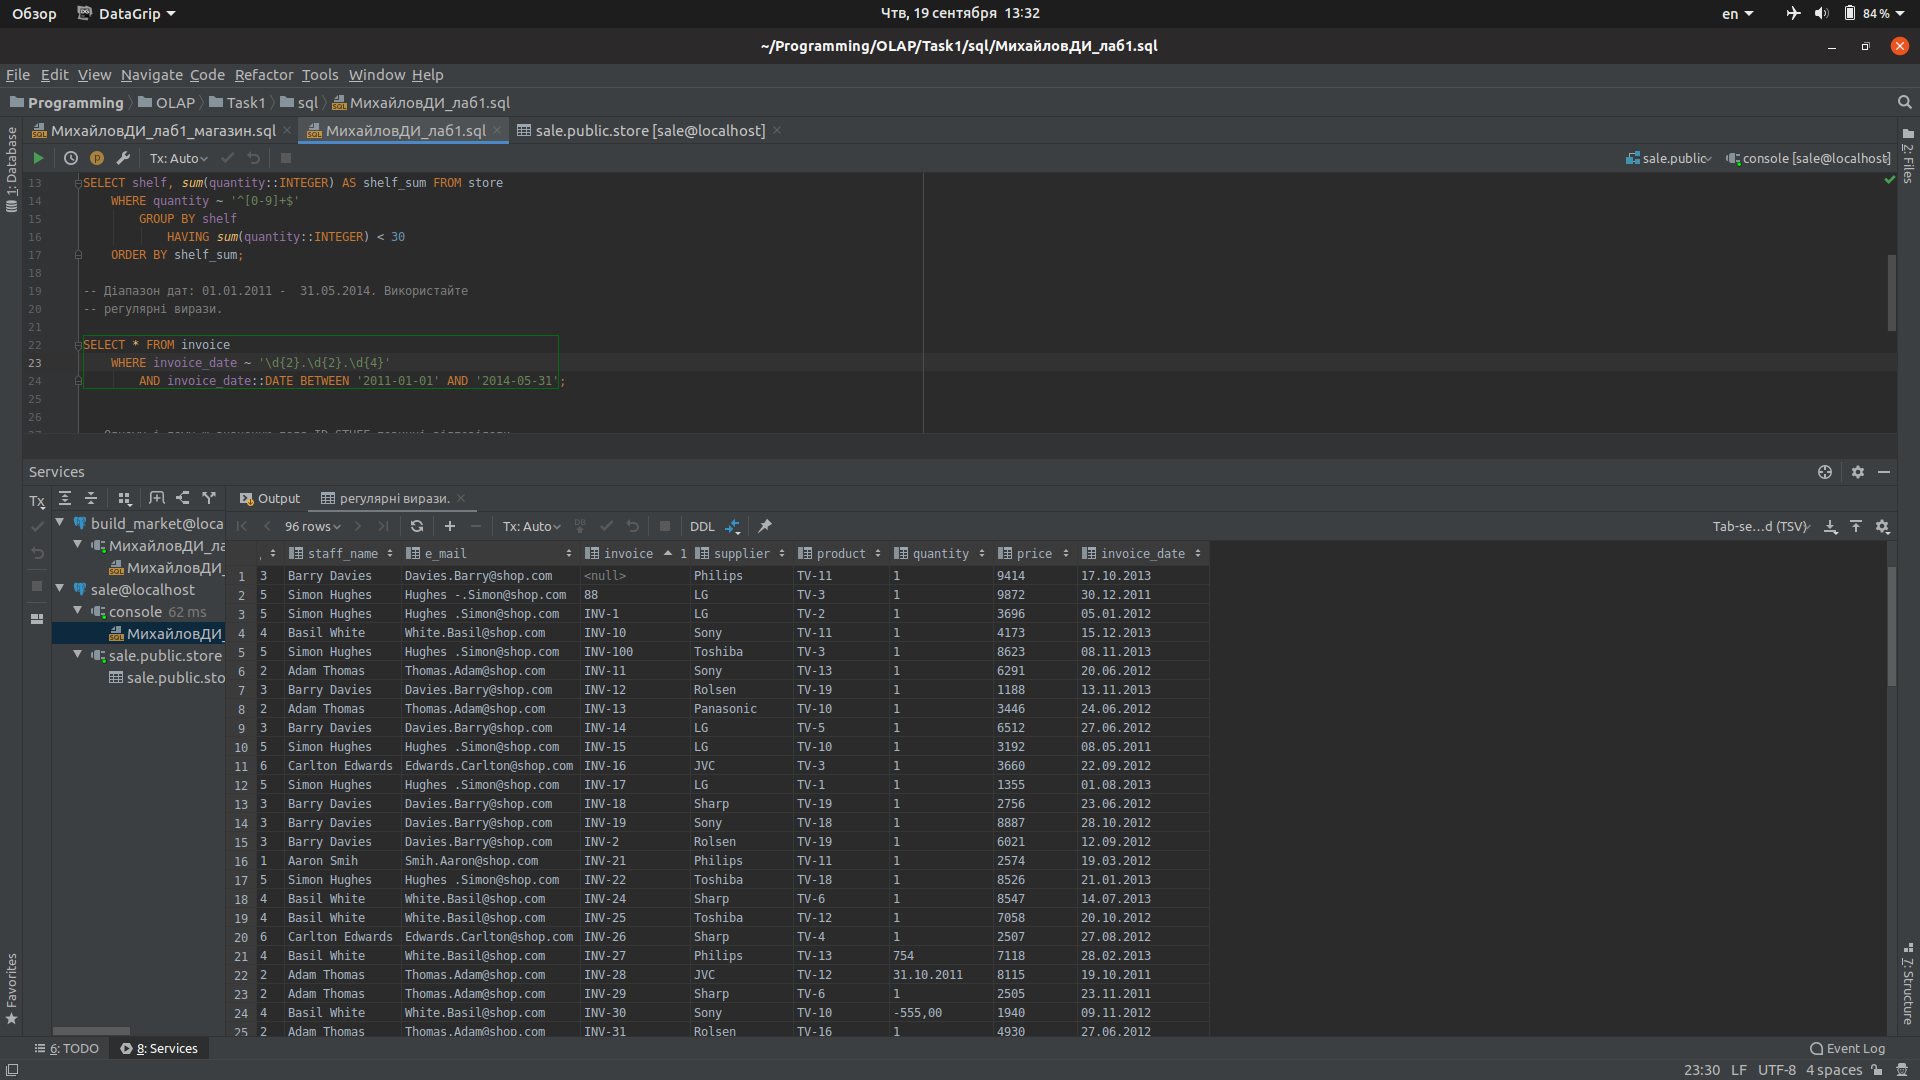 Обзор DataGrip Чтв, 19 сентября 13:32 en 84 %
~/Programming/OLAP/Task1/sql/МихайловДИ_лаб1.sql
File Edit View Navigate Code Refactor Tools Window Help
Programming OLAP Task1 sql МихайловДИ_лаб1.sql
МихайловДИ_лаб1_магазин.sql МихайловДИ_лаб1.sql sale.public.store [sale@localhost]
Tx: Auto sale.public console [sale@localhost]
1: Database
2: Files
13 SELECT shelf, sum(quantity::INTEGER) AS shelf_sum FROM store
14 WHERE quantity ~ '^[0-9]+$'
15 GROUP BY shelf
16 HAVING sum(quantity::INTEGER) < 30
17 ORDER BY shelf_sum;
18
19 -- Діапазон дат: 01.01.2011 -  31.05.2014. Використайте
20 -- регулярні вирази.
21
22 SELECT * FROM invoice
23 WHERE invoice_date ~ '\d{2}.\d{2}.\d{4}'
24 AND invoice_date::DATE BETWEEN '2011-01-01' AND '2014-05-31';
25
26
Services
Tx Output регулярні вирази.
96 rows Tx: Auto DB DDL Tab-se...d (TSV)
build_market@loca
МихайловДИ_ла
МихайловДИ_
sale@localhost
console 62 ms
МихайловДИ_
sale.public.store
sale.public.sto
staff_name e_mail invoice 1 supplier product quantity price invoice_date
1 3 Barry Davies Davies.Barry@shop.com <null> Philips TV-11 1 9414 17.10.2013
2 5 Simon Hughes Hughes -.Simon@shop.com 88 LG TV-3 1 9872 30.12.2011
3 5 Simon Hughes Hughes .Simon@shop.com INV-1 LG TV-2 1 3696 05.01.2012
4 4 Basil White White.Basil@shop.com INV-10 Sony TV-11 1 4173 15.12.2013
5 5 Simon Hughes Hughes .Simon@shop.com INV-100 Toshiba TV-3 1 8623 08.11.2013
6 2 Adam Thomas Thomas.Adam@shop.com INV-11 Sony TV-13 1 6291 20.06.2012
7 3 Barry Davies Davies.Barry@shop.com INV-12 Rolsen TV-19 1 1188 13.11.2013
8 2 Adam Thomas Thomas.Adam@shop.com INV-13 Panasonic TV-10 1 3446 24.06.2012
9 3 Barry Davies Davies.Barry@shop.com INV-14 LG TV-5 1 6512 27.06.2012
10 5 Simon Hughes Hughes .Simon@shop.com INV-15 LG TV-10 1 3192 08.05.2011
11 6 Carlton Edwards Edwards.Carlton@shop.com INV-16 JVC TV-3 1 3660 22.09.2012
12 5 Simon Hughes Hughes .Simon@shop.com INV-17 LG TV-1 1 1355 01.08.2013
13 3 Barry Davies Davies.Barry@shop.com INV-18 Sharp TV-19 1 2756 23.06.2012
14 3 Barry Davies Davies.Barry@shop.com INV-19 Sony TV-18 1 8887 28.10.2012
15 3 Barry Davies Davies.Barry@shop.com INV-2 Rolsen TV-19 1 6021 12.09.2012
16 1 Aaron Smih Smih.Aaron@shop.com INV-21 Philips TV-11 1 2574 19.03.2012
17 5 Simon Hughes Hughes .Simon@shop.com INV-22 Toshiba TV-18 1 8526 21.01.2013
18 4 Basil White White.Basil@shop.com INV-24 Sharp TV-6 1 8547 14.07.2013
19 4 Basil White White.Basil@shop.com INV-25 Toshiba TV-12 1 7058 20.10.2012
20 6 Carlton Edwards Edwards.Carlton@shop.com INV-26 Sharp TV-4 1 2507 27.08.2012
21 4 Basil White White.Basil@shop.com INV-27 Philips TV-13 754 7118 28.02.2013
22 2 Adam Thomas Thomas.Adam@shop.com INV-28 JVC TV-12 31.10.2011 8115 19.10.2011
23 2 Adam Thomas Thomas.Adam@shop.com INV-29 Sharp TV-6 1 2505 23.11.2011
24 4 Basil White White.Basil@shop.com INV-30 Sony TV-10 -555,00 1940 09.11.2012
25 2 Adam Thomas Thomas.Adam@shop.com INV-31 Rolsen TV-16 1 4930 27.06.2012
Favorites
7: Structure
6: TODO 8: Services Event Log
23:30 LF UTF-8 4 spaces